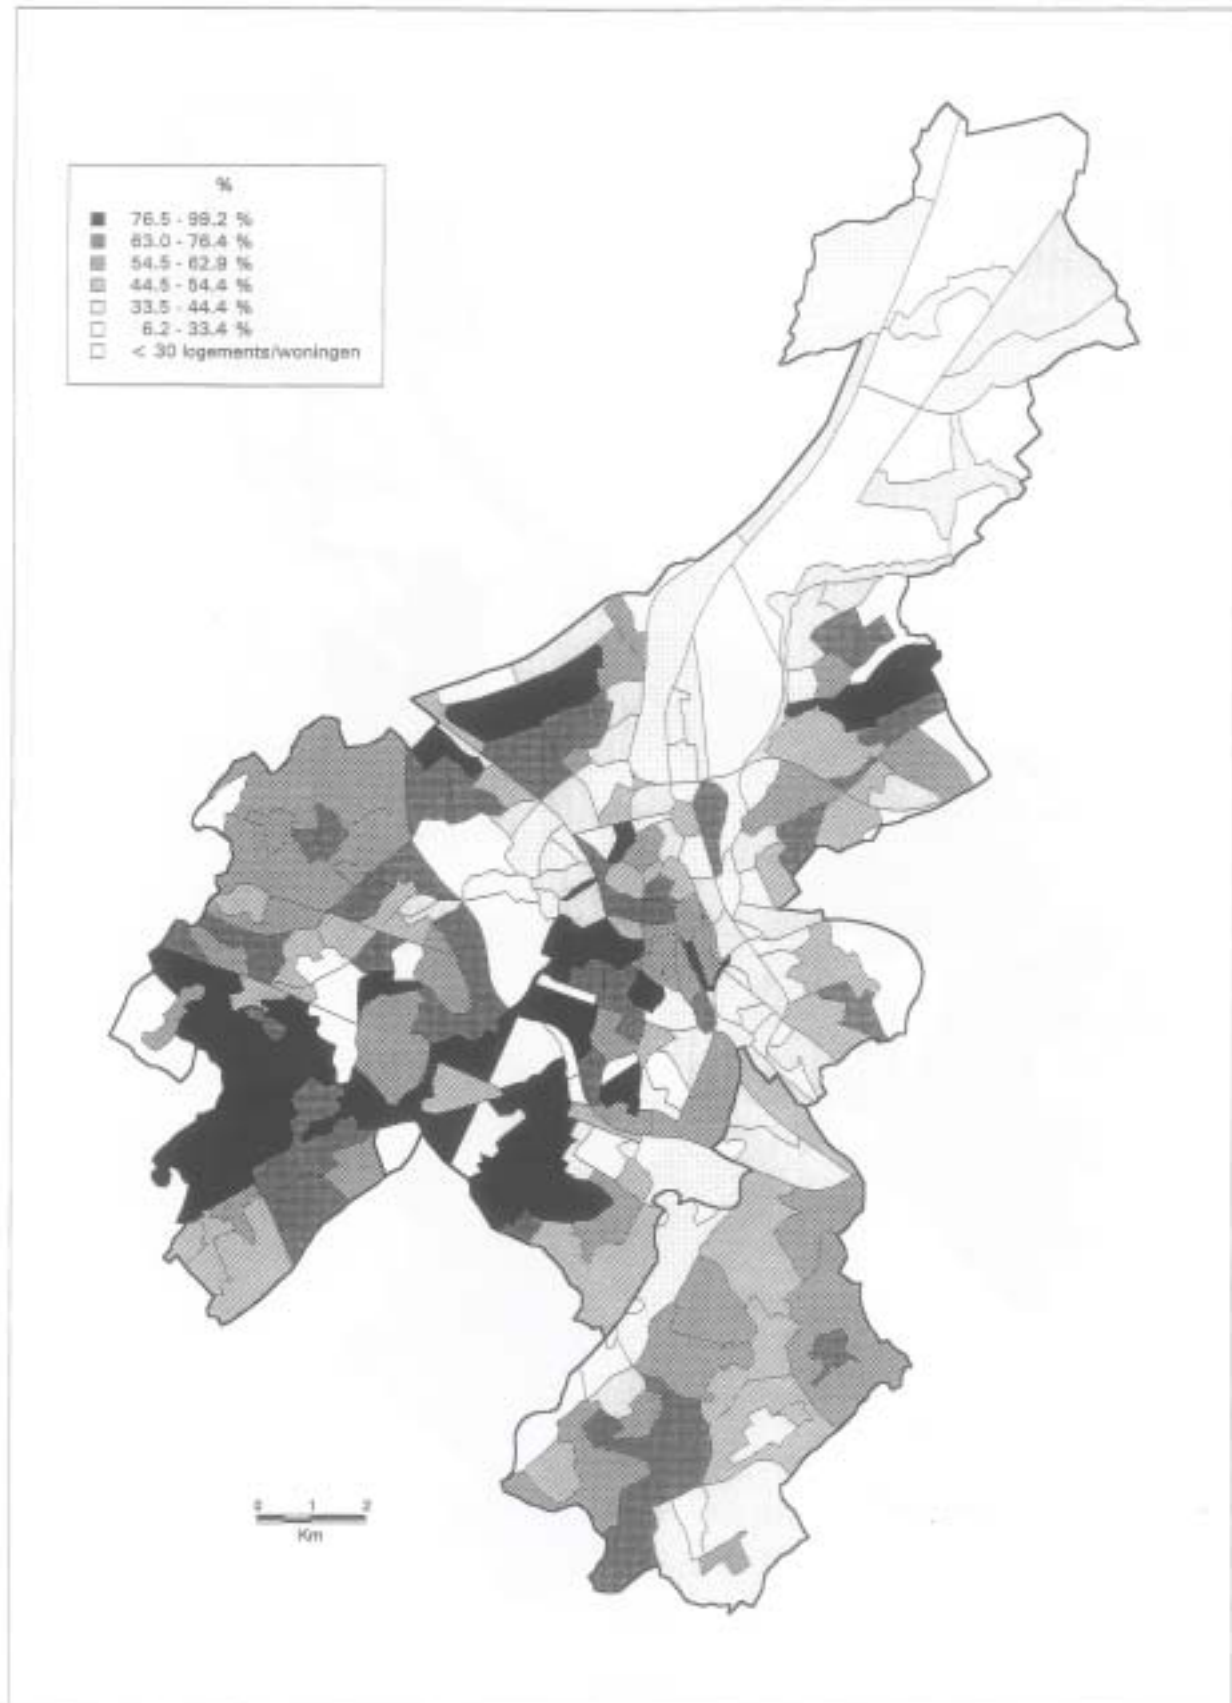 %
76.5 - 99.2 %
63.0 - 76.4 %
54.5 - 62.9 %
44.5 - 54.4 %
33.5 - 44.4 %
6.2 - 33.4 %
< 30 logements/woningen
0 1 2
Km